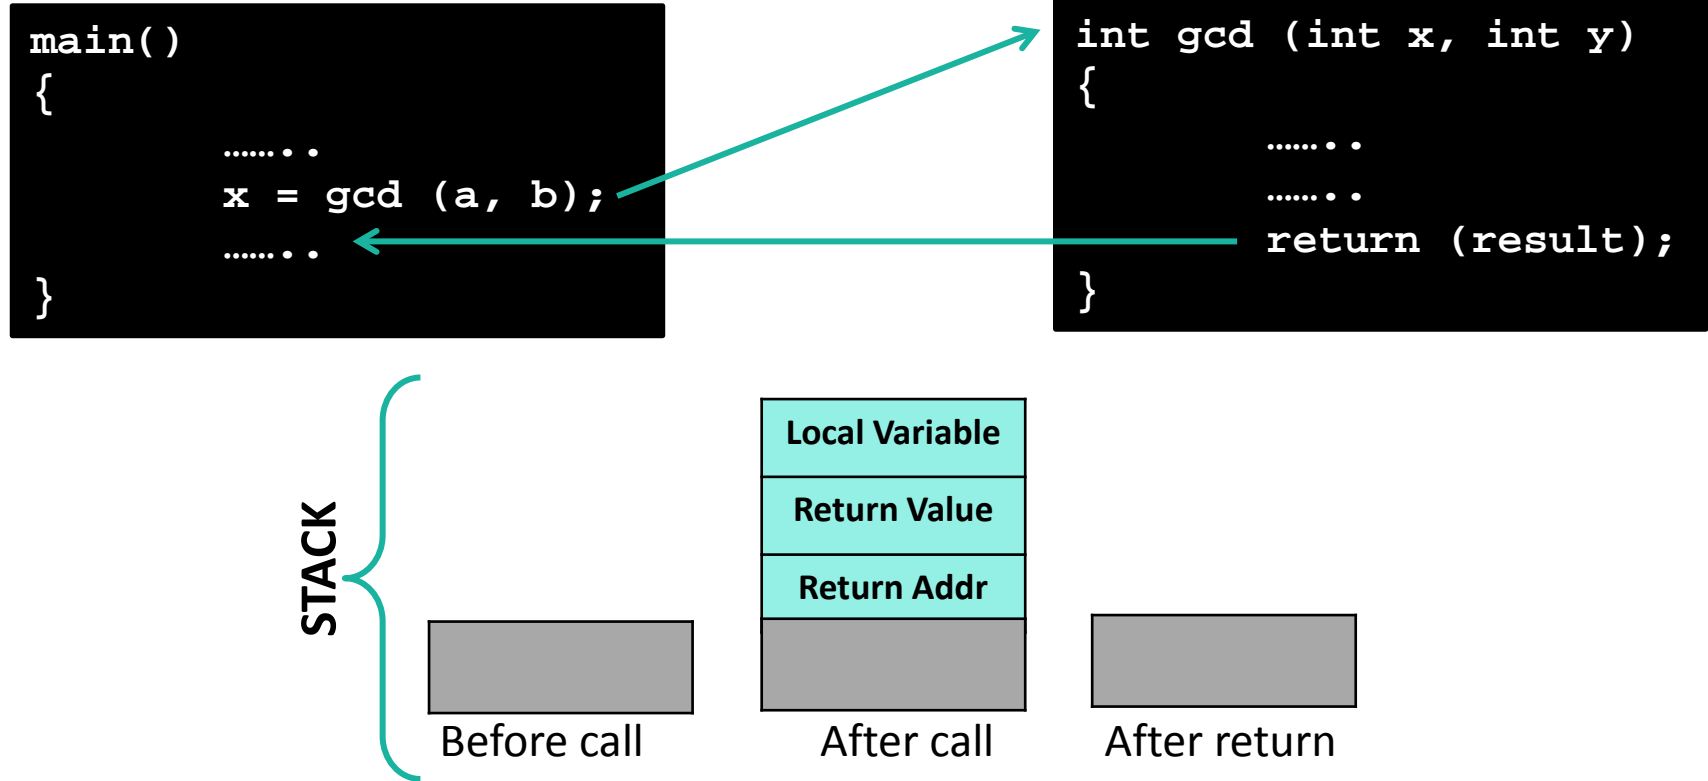 main()
{
……..
x = gcd (a, b);
……..
}
int gcd (int x, int y)
{
……..
……..
return (result);
}
STACK
Local Variable
Return Value
Return Addr
Before call
After call
After return